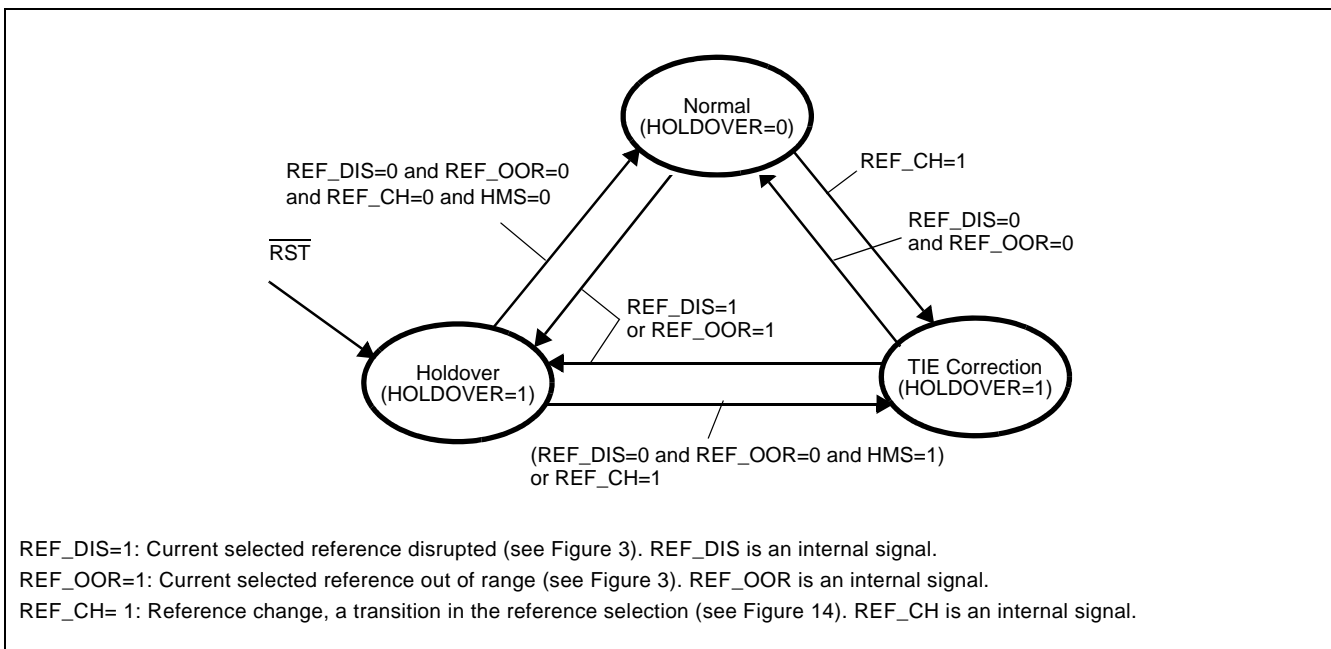 Normal
(HOLDOVER=0)
REF_CH=1
REF_DIS=0 and REF_OOR=0
and REF_CH=0 and HMS=0
REF_DIS=0
and REF_OOR=0
RST
REF_DIS=1
or REF_OOR=1
Holdover
(HOLDOVER=1)
TIE Correction
(HOLDOVER=1)
(REF_DIS=0 and REF_OOR=0 and HMS=1)
or REF_CH=1
REF_DIS=1: Current selected reference disrupted (see Figure 3). REF_DIS is an internal signal.
REF_OOR=1: Current selected reference out of range (see Figure 3). REF_OOR is an internal signal.
REF_CH= 1: Reference change, a transition in the reference selection (see Figure 14). REF_CH is an internal signal.